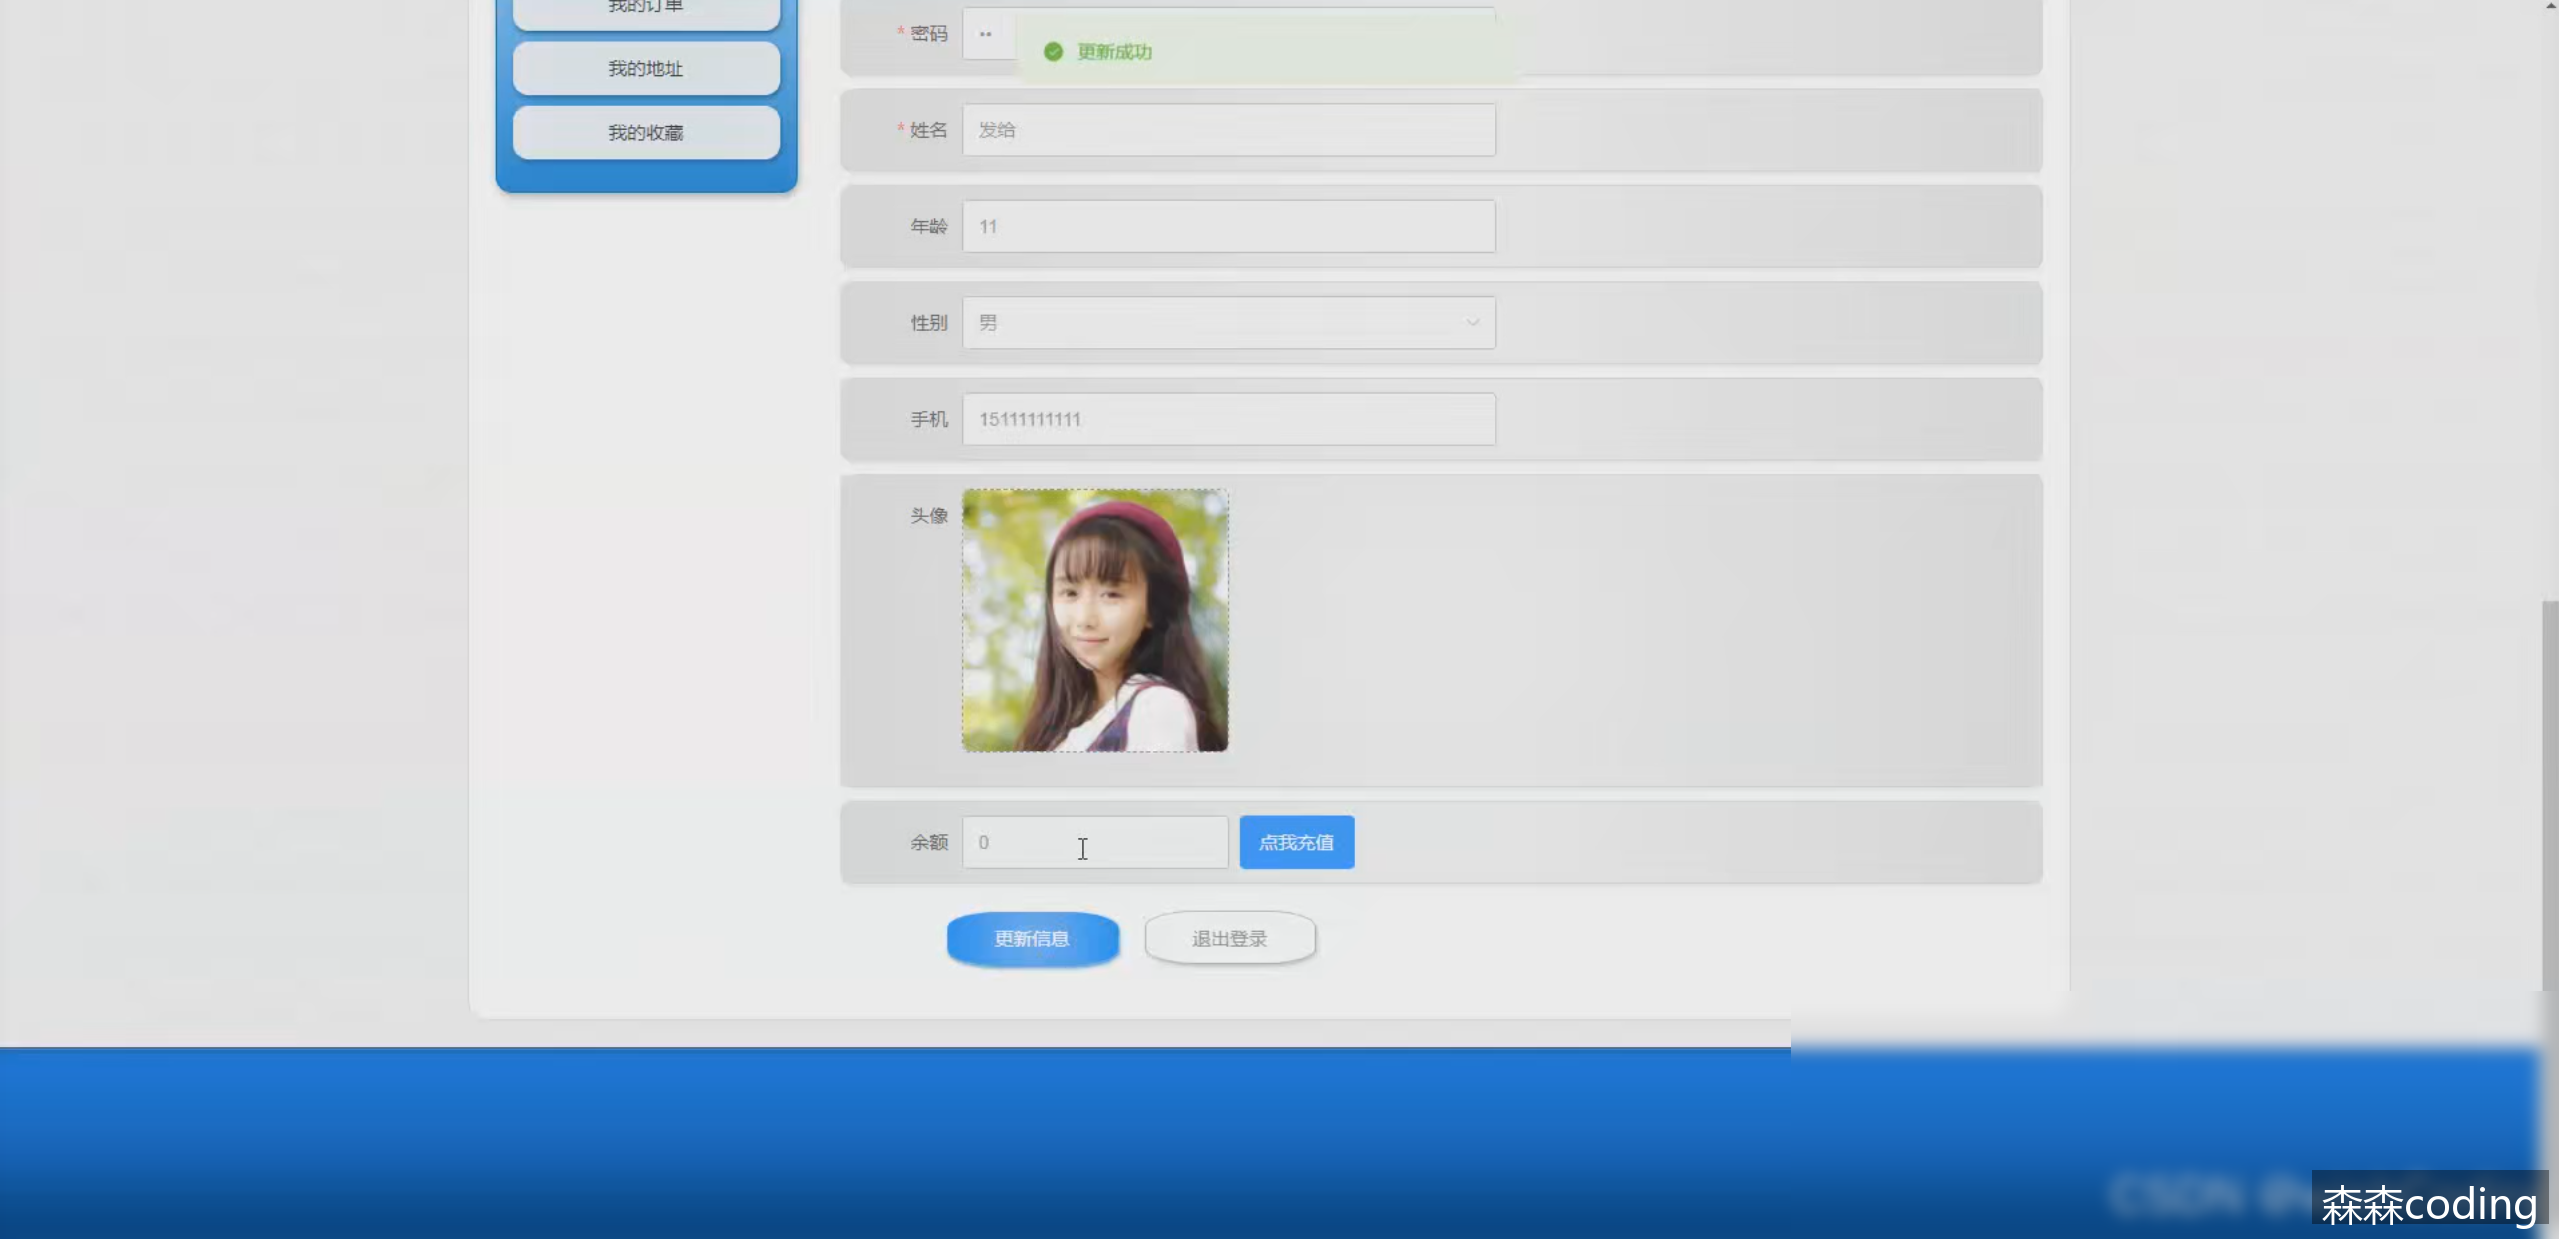 我的订单
我的地址
我的收藏
* 密码 ••
更新成功
* 姓名 发给
年龄 11
性别 男
手机 15111111111
头像
余额 0 点我充值
更新信息 退出登录
森森coding